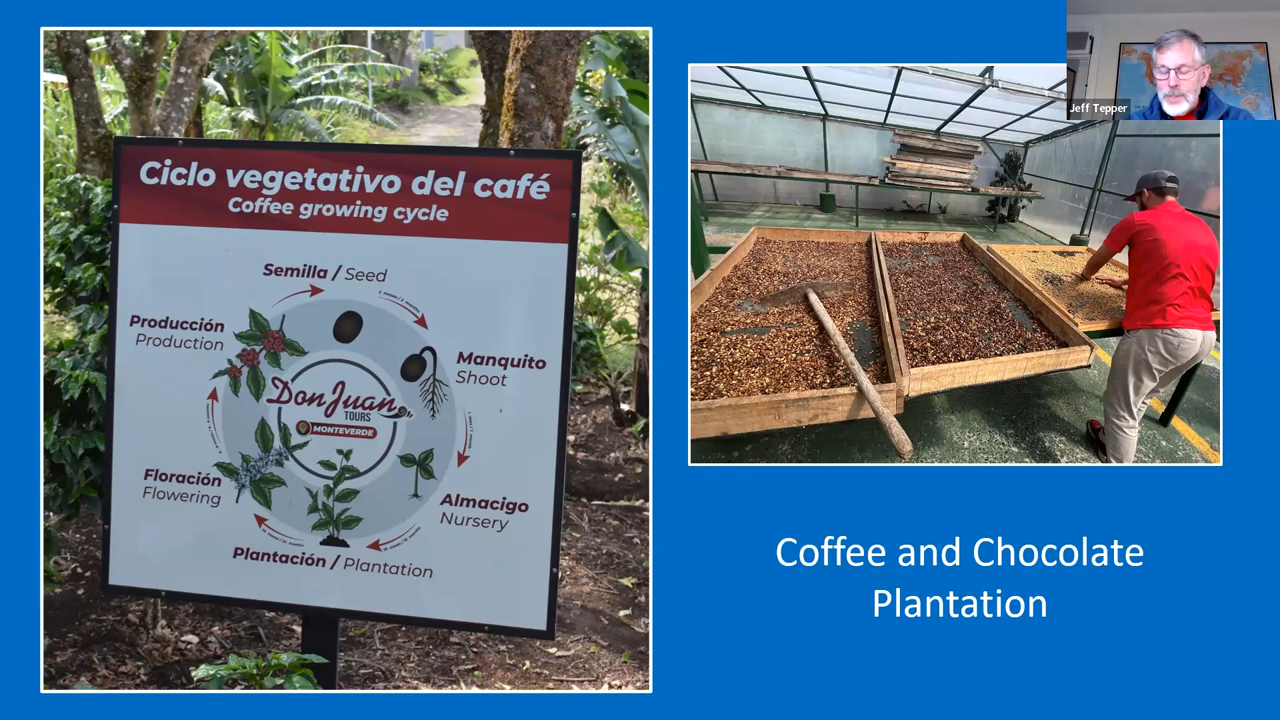 Ciclo vegetativo del café
Coffee growing cycle
Semilla / Seed
Producción
Production
Manquito
Shoot
Don Juan
TOURS
MONTEVERDE
Floración
Flowering
Almacigo
Nursery
Plantación / Plantation
Jeff Tepper
Coffee and Chocolate
Plantation